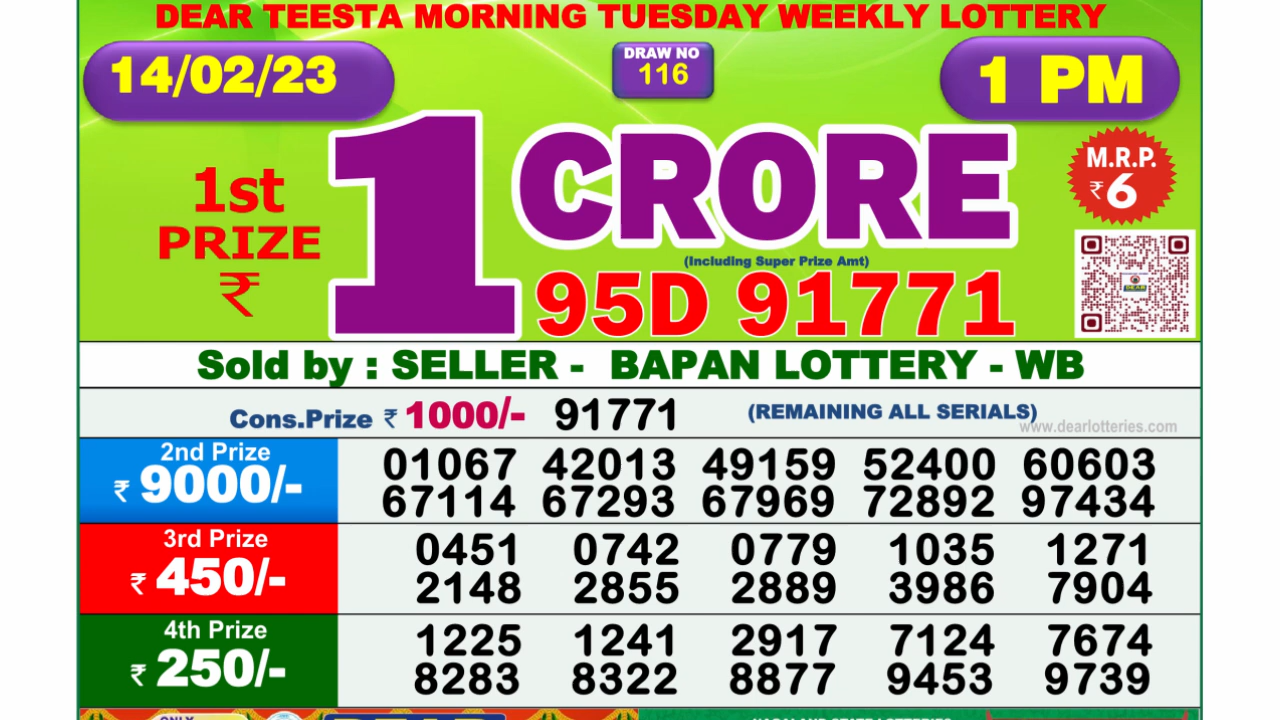 DEAR TEESTA MORNING TUESDAY WEEKLY LOTTERY
14/02/23
DRAW NO
116
1 PM
1st
PRIZE
₹
1 CRORE
(Including Super Prize Amt)
95D 91771
M.R.P.
₹6
Sold by : SELLER - BAPAN LOTTERY - WB
Cons.Prize ₹ 1000/- 91771 (REMAINING ALL SERIALS)
www.dearlotteries.com
2nd Prize
₹ 9000/-
01067 42013 49159 52400 60603
67114 67293 67969 72892 97434
3rd Prize
₹ 450/-
0451 0742 0779 1035 1271
2148 2855 2889 3986 7904
4th Prize
₹ 250/-
1225 1241 2917 7124 7674
8283 8322 8877 9453 9739